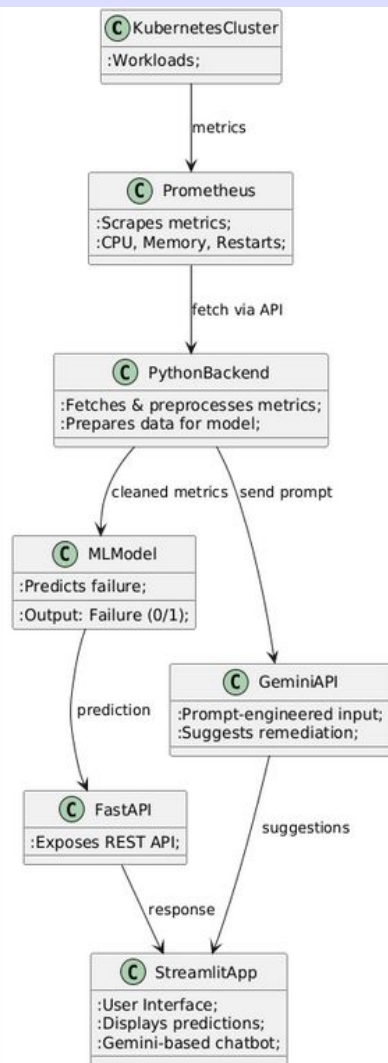 C KubernetesCluster
:Workloads;
metrics
C Prometheus
:Scrapes metrics;
:CPU, Memory, Restarts;
fetch via API
C PythonBackend
:Fetches & preprocesses metrics;
:Prepares data for model;
cleaned metrics
send prompt
C MLModel
:Predicts failure;
:Output: Failure (0/1);
C GeminiAPI
:Prompt-engineered input;
:Suggests remediation;
prediction
C FastAPI
:Exposes REST API;
suggestions
response
C StreamlitApp
:User Interface;
:Displays predictions;
:Gemini-based chatbot;